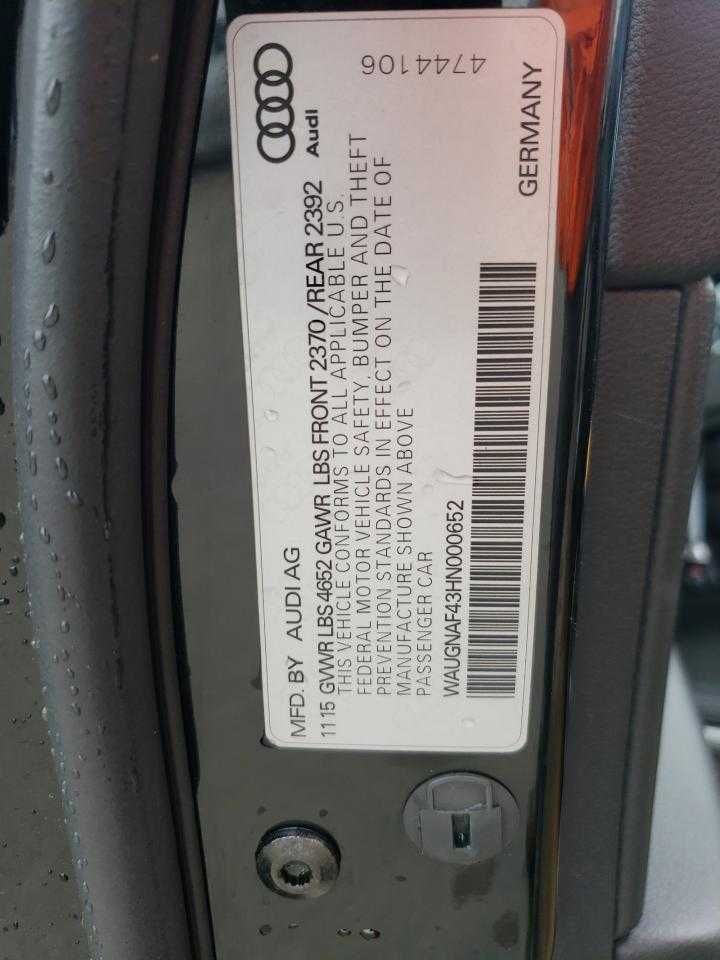 MFD. BY AUDI AG
Audi
1115 GVWR LBS 4652 GAWR LBS FRONT 2370 /REAR 2392
THIS VEHICLE CONFORMS TO ALL APPLICABLE U.S.
FEDERAL MOTOR VEHICLE SAFETY, BUMPER AND THEFT
PREVENTION STANDARDS IN EFFECT ON THE DATE OF
MANUFACTURE SHOWN ABOVE
PASSENGER CAR
WAUGNAF43HN000652
4744106
GERMANY